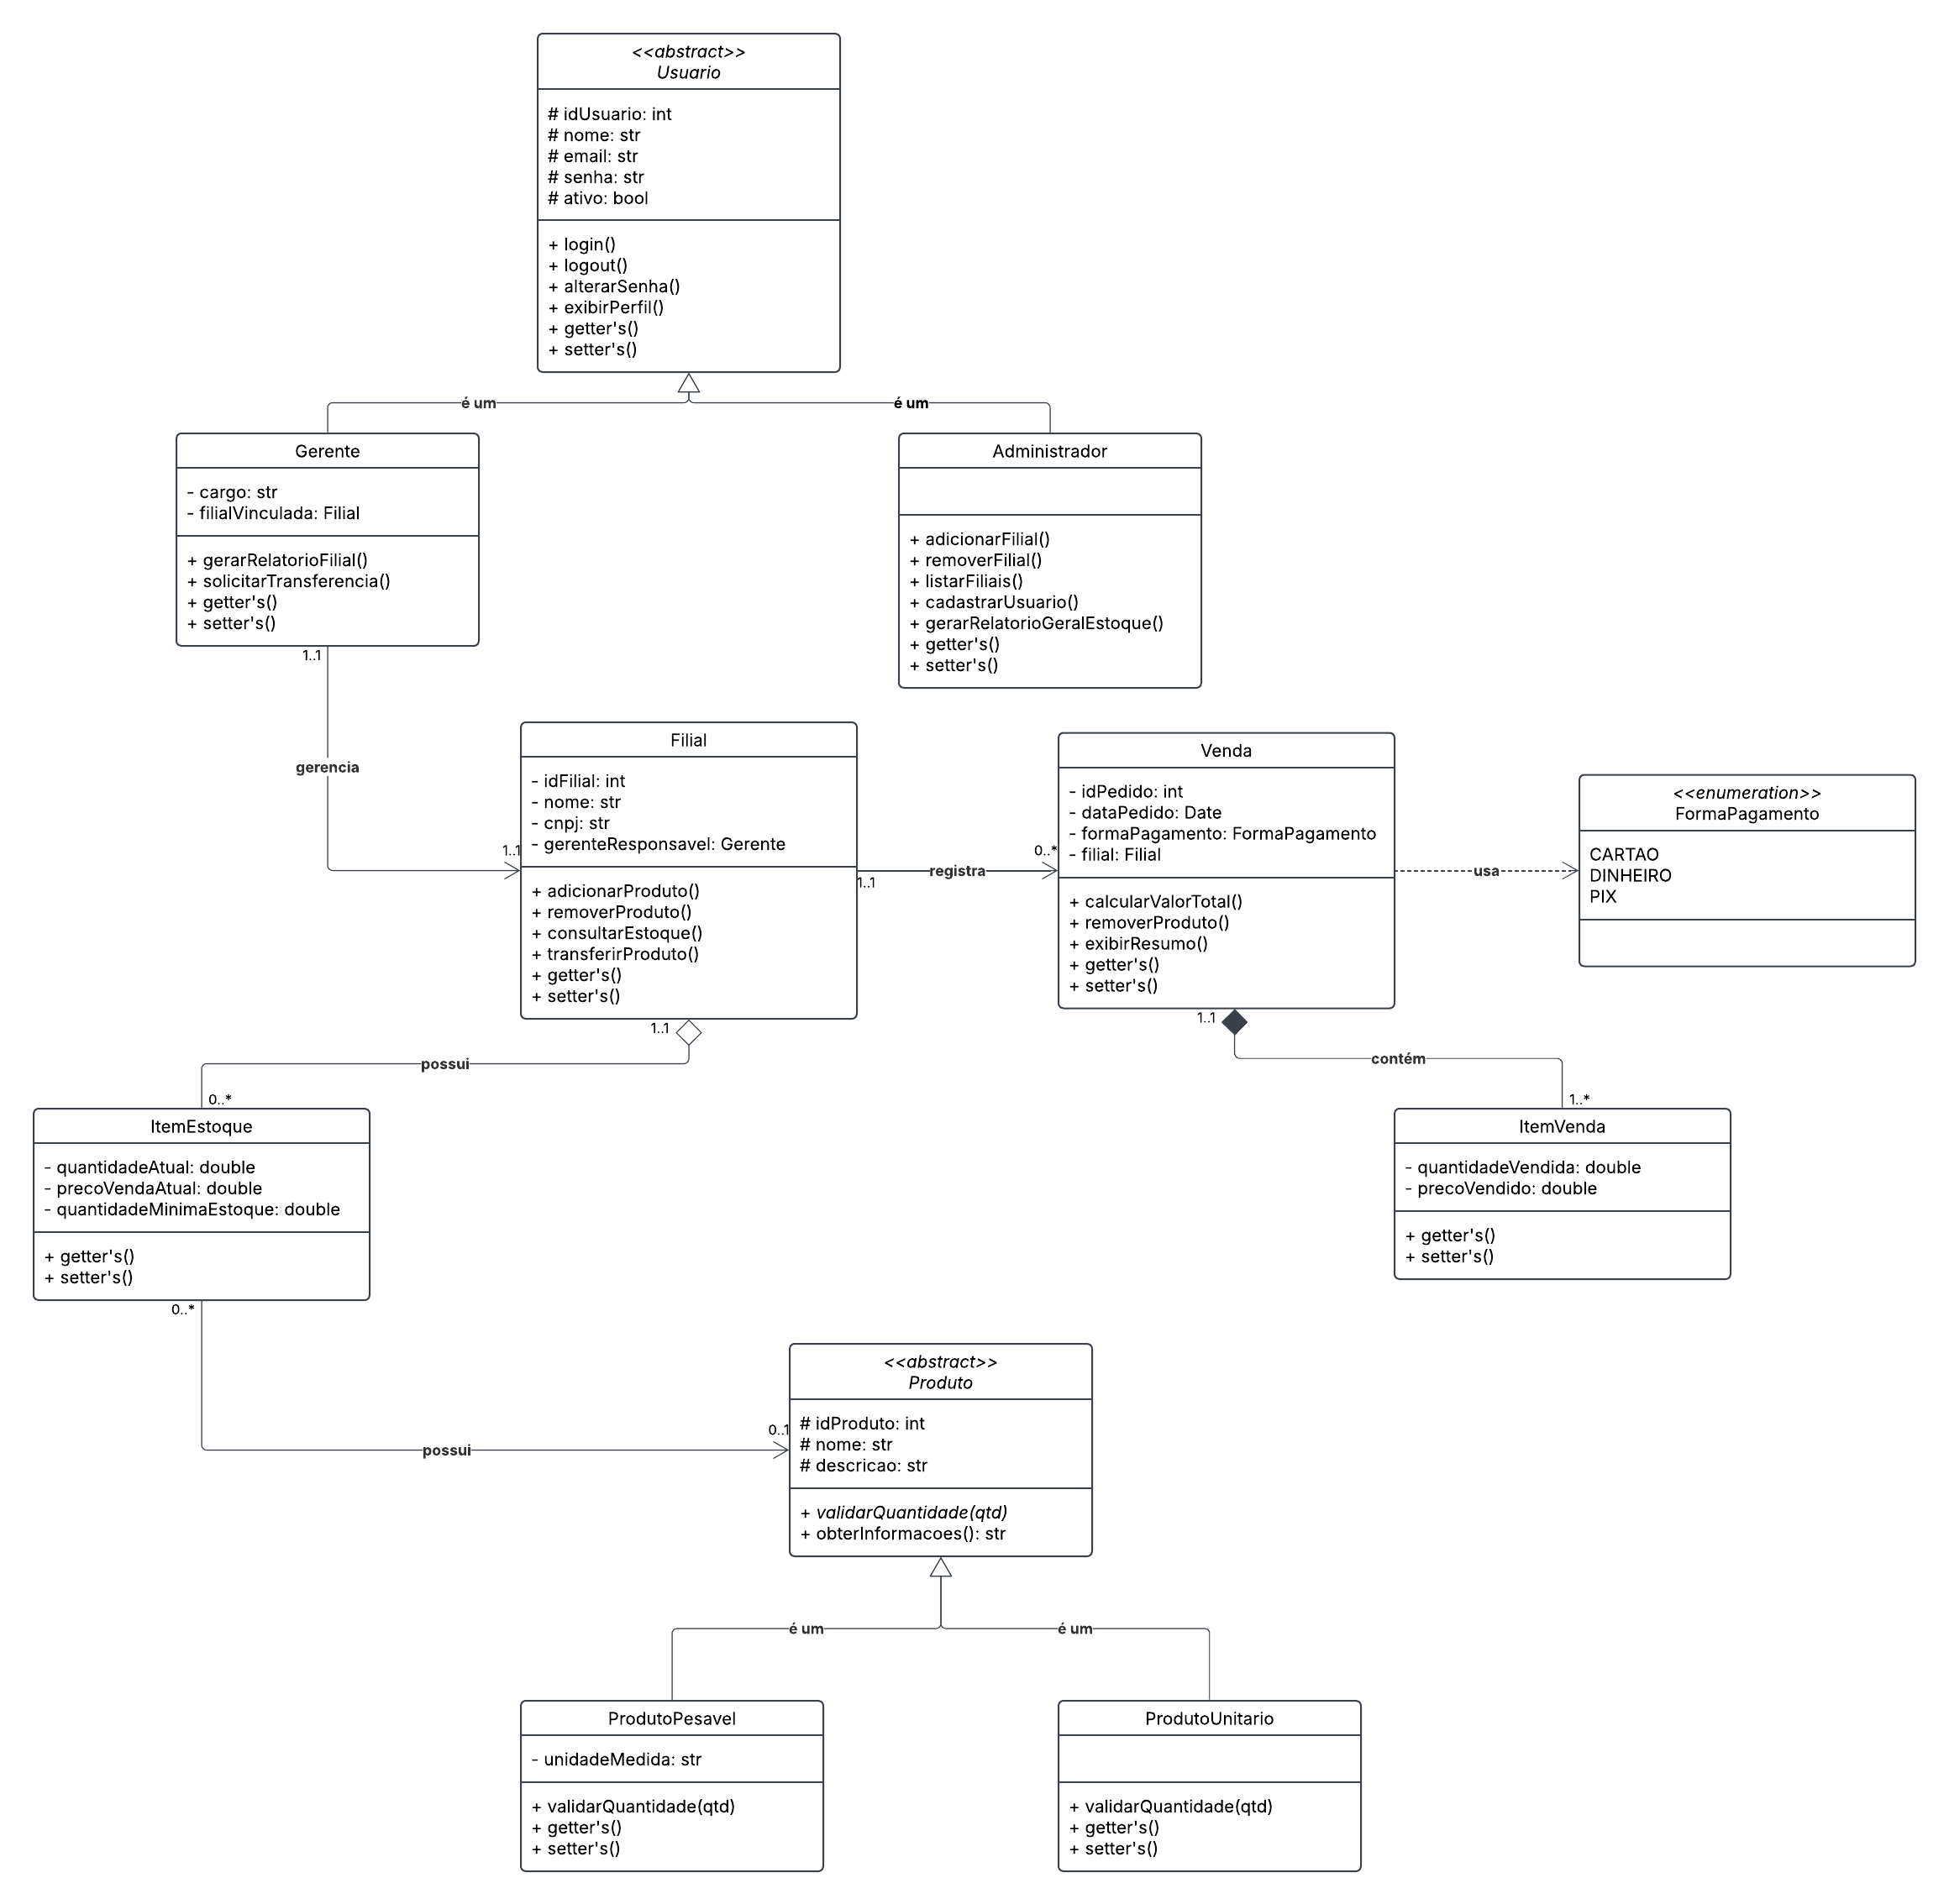 <<abstract>>
Usuario
# idUsuario: int
# nome: str
# email: str
# senha: str
# ativo: bool
+ login()
+ logout()
+ alterarSenha()
+ exibirPerfil()
+ getter's()
+ setter's()
é um
é um
Gerente
- cargo: str
- filialVinculada: Filial
+ gerarRelatorioFilial()
+ solicitarTransferencia()
+ getter's()
+ setter's()
Administrador
+ adicionarFilial()
+ removerFilial()
+ listarFiliais()
+ cadastrarUsuario()
+ gerarRelatorioGeralEstoque()
+ getter's()
+ setter's()
1..1
gerencia
1..1
Filial
- idFilial: int
- nome: str
- cnpj: str
- gerenteResponsavel: Gerente
+ adicionarProduto()
+ removerProduto()
+ consultarEstoque()
+ transferirProduto()
+ getter's()
+ setter's()
1..1
registra
0..*
Venda
- idPedido: int
- dataPedido: Date
- formaPagamento: FormaPagamento
- filial: Filial
+ calcularValorTotal()
+ removerProduto()
+ exibirResumo()
+ getter's()
+ setter's()
usa
<<enumeration>>
FormaPagamento
CARTAO
DINHEIRO
PIX
1..1
possui
0..*
1..1
contém
1..*
ItemEstoque
- quantidadeAtual: double
- precoVendaAtual: double
- quantidadeMinimaEstoque: double
+ getter's()
+ setter's()
ItemVenda
- quantidadeVendida: double
- precoVendido: double
+ getter's()
+ setter's()
0..*
possui
0..1
<<abstract>>
Produto
# idProduto: int
# nome: str
# descricao: str
+ validarQuantidade(qtd)
+ obterInformacoes(): str
é um
é um
ProdutoPesavel
- unidadeMedida: str
+ validarQuantidade(qtd)
+ getter's()
+ setter's()
ProdutoUnitario
+ validarQuantidade(qtd)
+ getter's()
+ setter's()